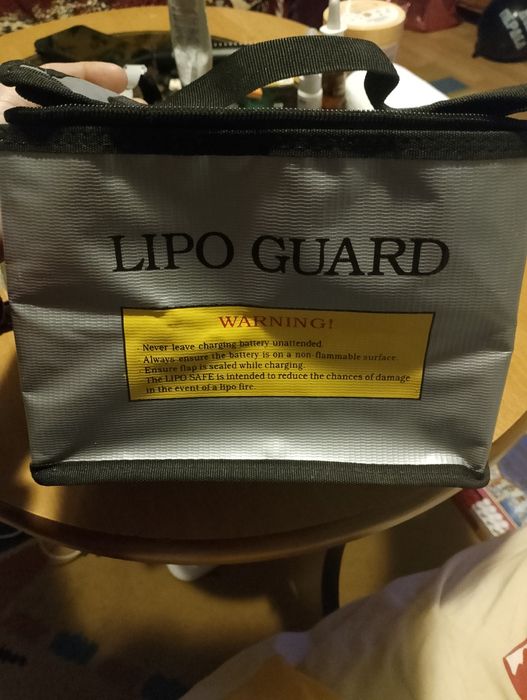 LIPO GUARD
WARNING!
Never leave charging battery unattended.
Always ensure the battery is on a non-flammable surface.
Ensure flap is sealed while charging.
The LIPO SAFE is intended to reduce the chances of damage
in the event of a lipo fire.